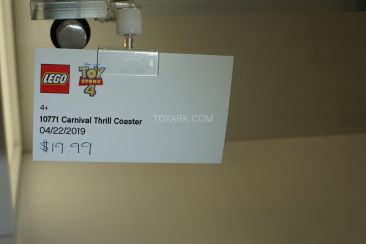 LEGO
TOY
STORY
4
4+
10771 Carnival Thrill Coaster
04/22/2019
$19.99
TOYARK.COM